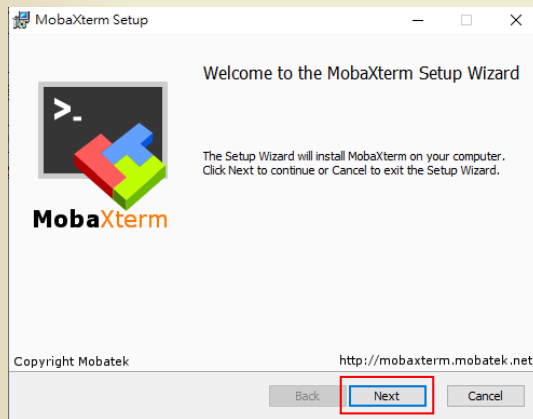 MobaXterm Setup
Welcome to the MobaXterm Setup Wizard
>_
The Setup Wizard will install MobaXterm on your computer.
Click Next to continue or Cancel to exit the Setup Wizard.
MobaXterm
Copyright Mobatek
http://mobaxterm.mobatek.net
Back
Next
Cancel